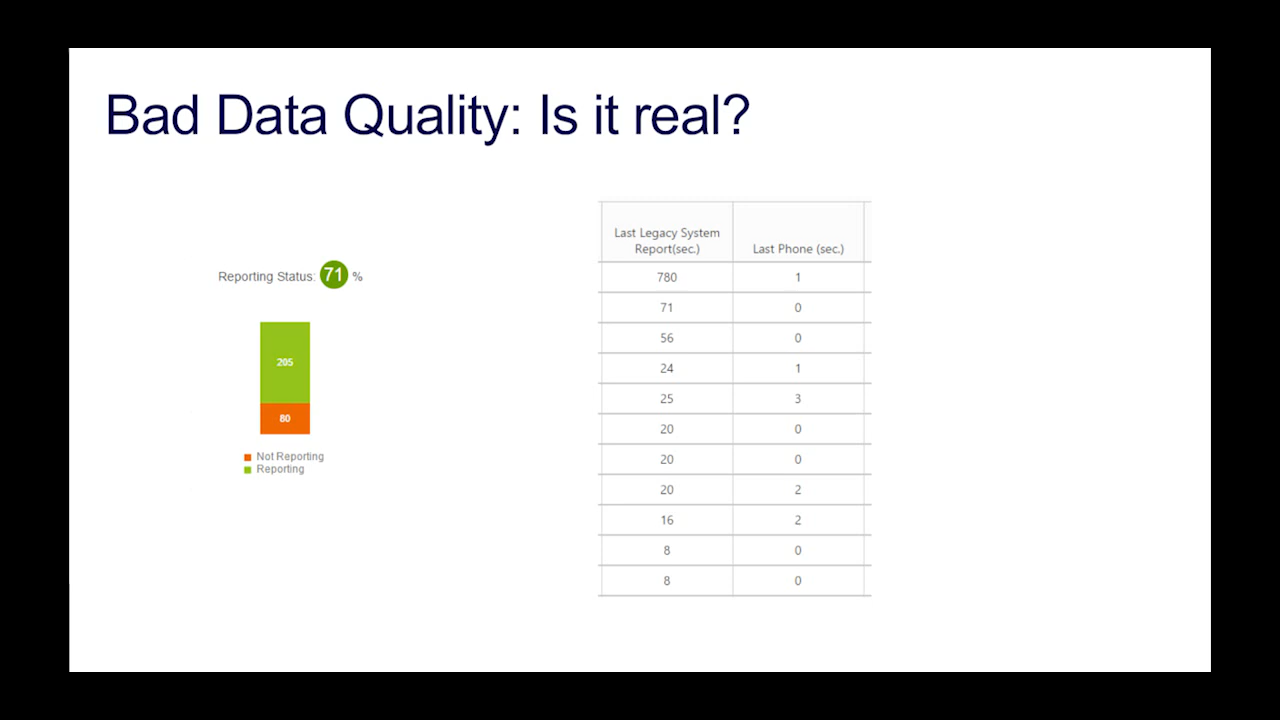 Bad Data Quality: Is it real?
Reporting Status: 71 %
205
80
Not Reporting
Reporting
Last Legacy System Report(sec.) Last Phone (sec.)
780 1
71 0
56 0
24 1
25 3
20 0
20 0
20 2
16 2
8 0
8 0